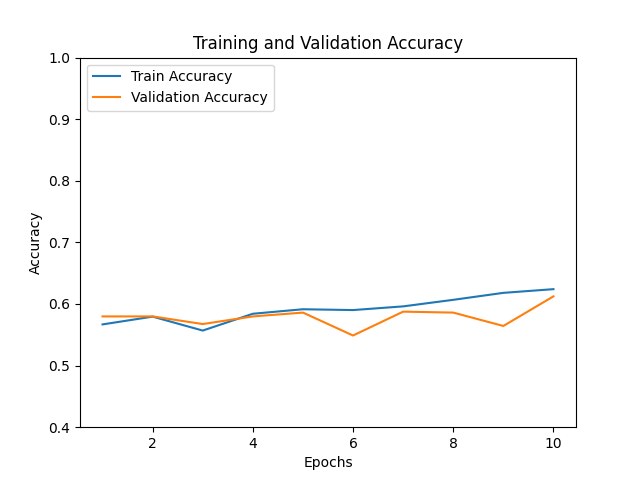 Training and Validation Accuracy
Train Accuracy
Validation Accuracy
Accuracy
1.0
0.9
0.8
0.7
0.6
0.5
0.4
2 4 6 8 10
Epochs